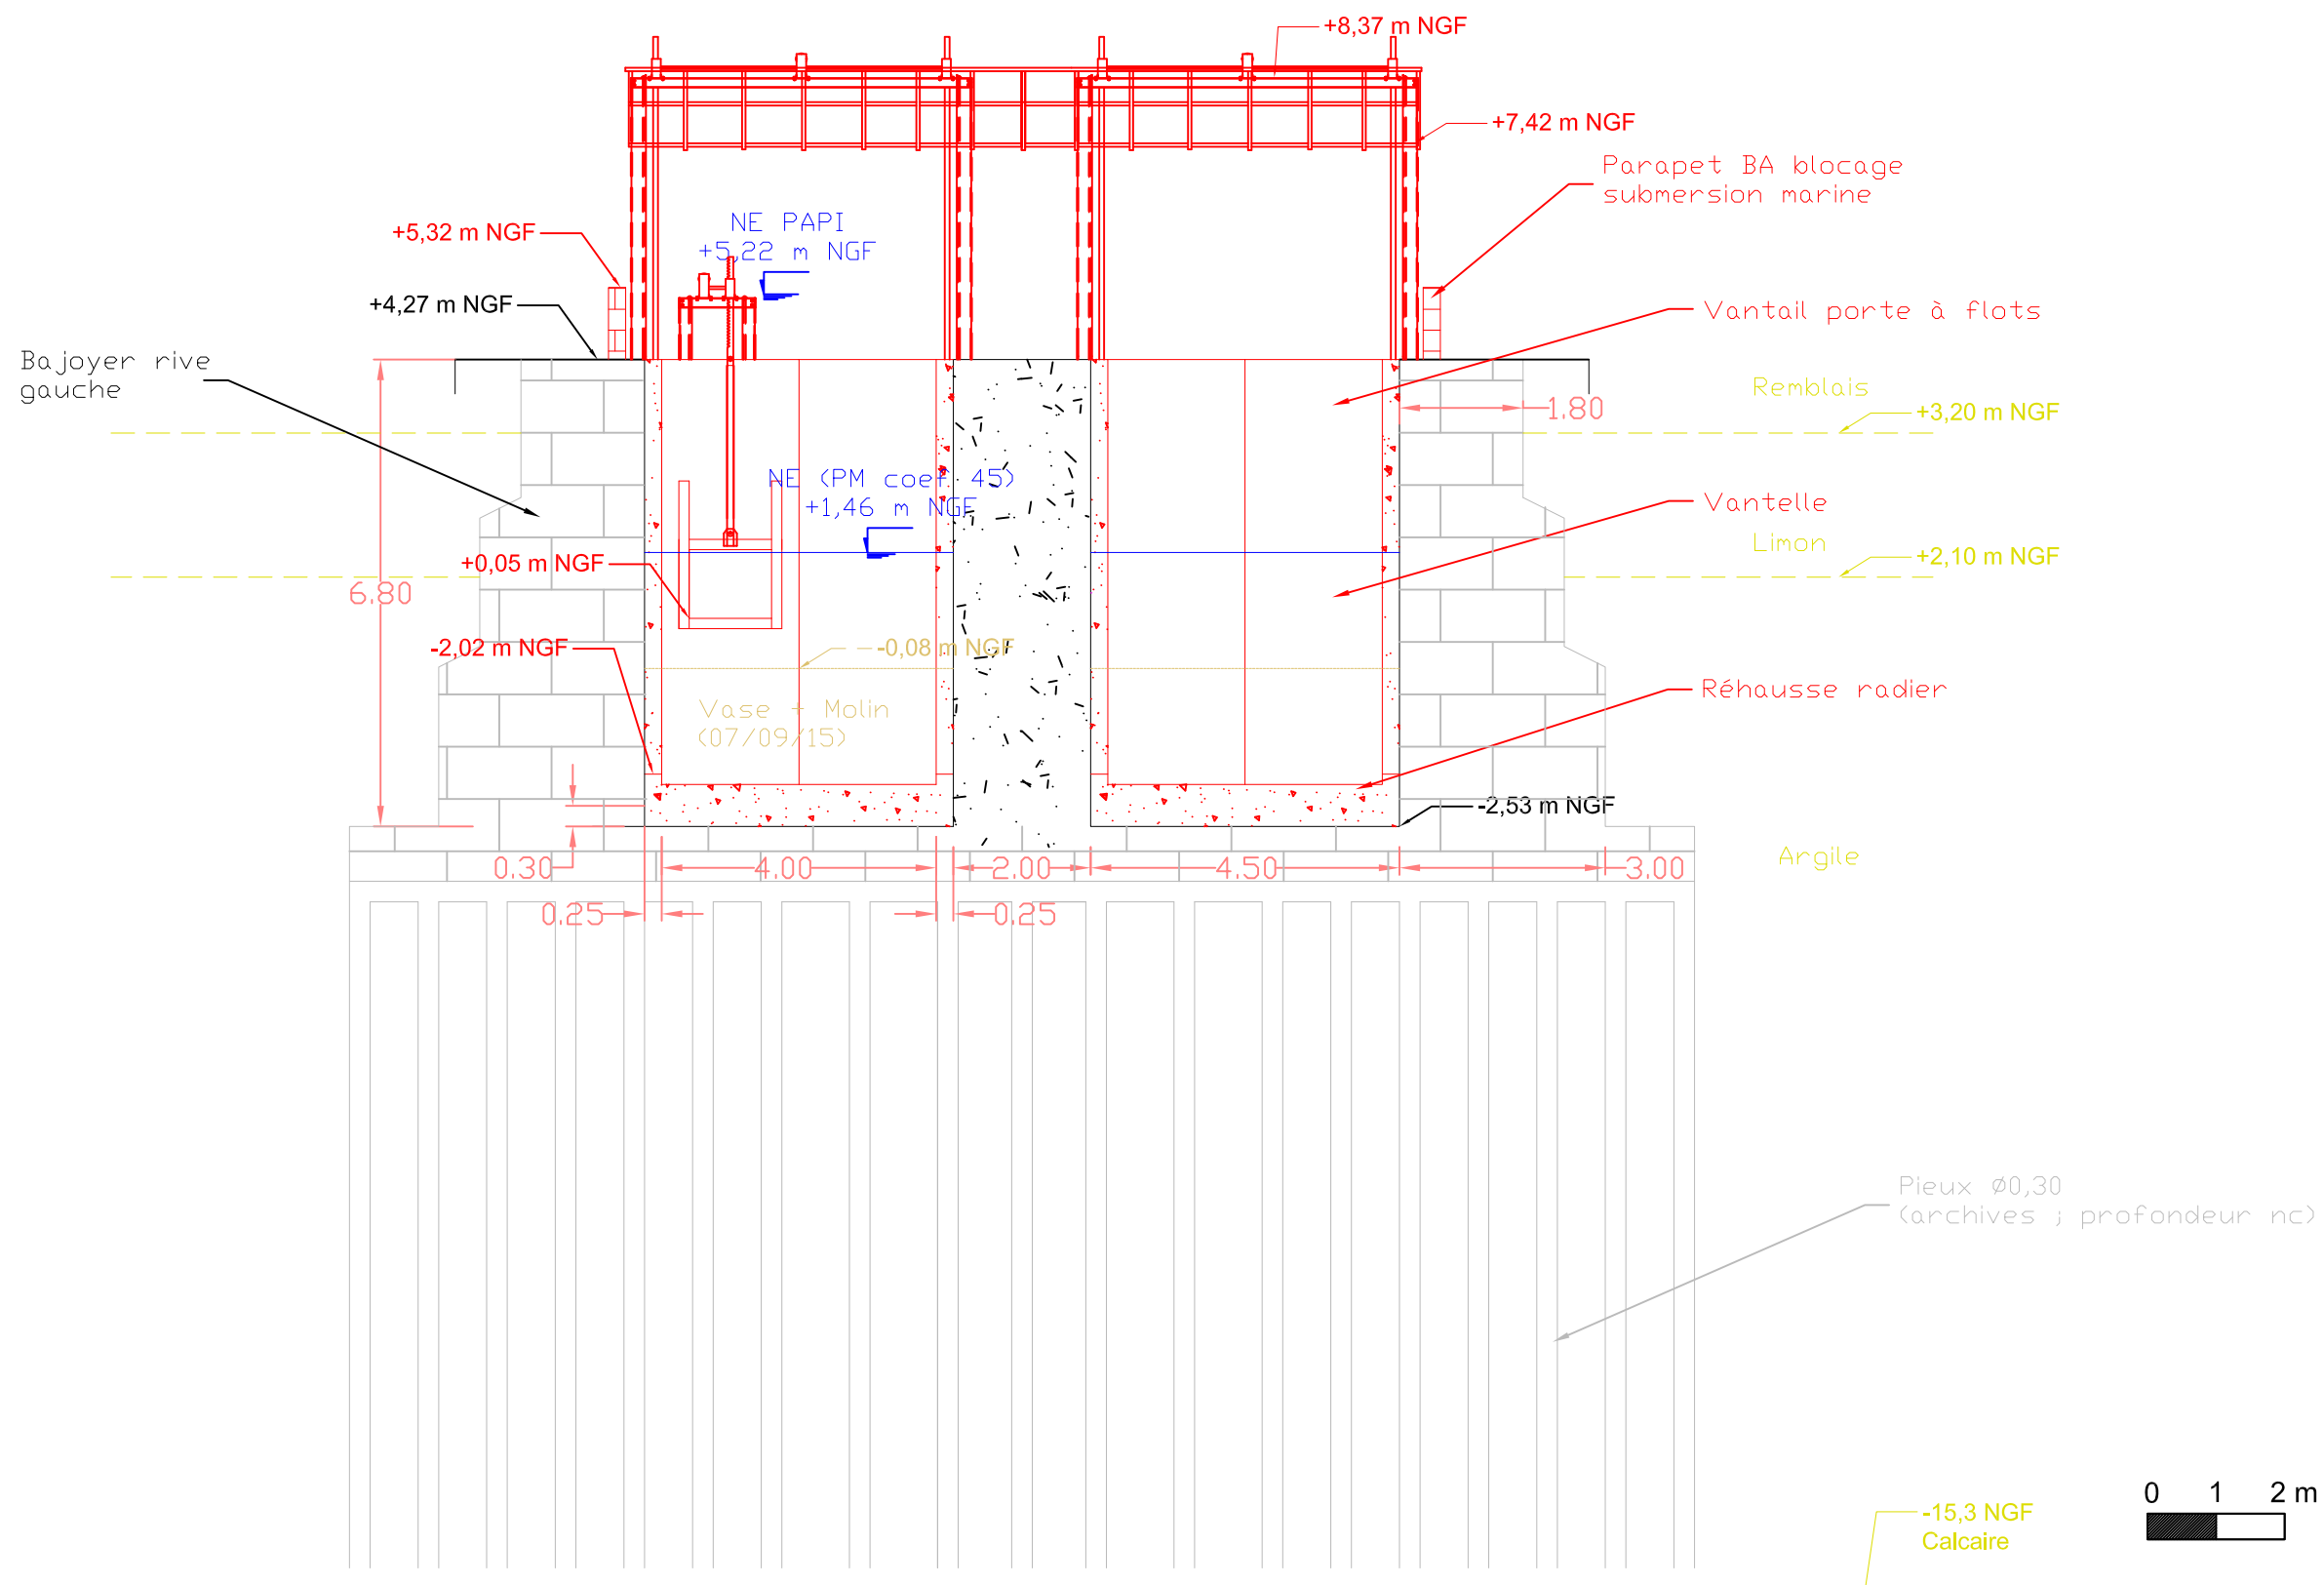 +8,37 m NGF
+7,42 m NGF
Parapet BA blocage
submersion marine
NE PAPI
+5,22 m NGF
+5,32 m NGF
+4,27 m NGF
Vantail porte à flots
Bajoyer rive
gauche
Remblais
+3,20 m NGF
1.80
NE (PM coef 45)
+1,46 m NGF
Vantelle
Limon
+2,10 m NGF
+0,05 m NGF
6.80
-2,02 m NGF
-0,08 m NGF
Réhausse radier
Vase + Molin
(07/09/15)
-2,53 m NGF
Argile
0.30
4.00
2.00
4.50
3.00
0.25
0.25
Pieux Ø0,30
(archives ; profondeur nc)
0 1 2 m
-15,3 NGF
Calcaire